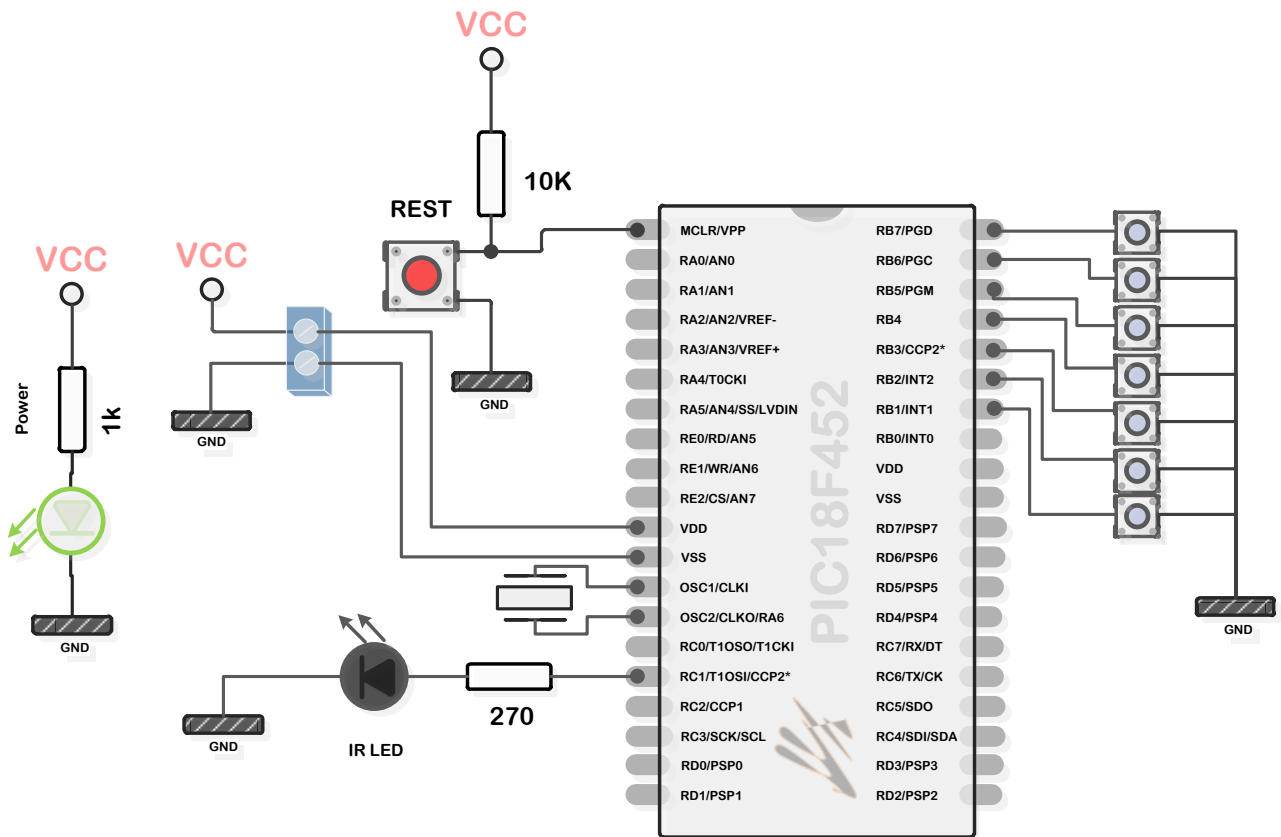 VCC
10K
REST
VCC
VCC
Power
1k
GND
GND
GND
GND
IR LED
270
MCLR/VPP
RA0/AN0
RA1/AN1
RA2/AN2/VREF-
RA3/AN3/VREF+
RA4/T0CKI
RA5/AN4/SS/LVDIN
RE0/RD/AN5
RE1/WR/AN6
RE2/CS/AN7
VDD
VSS
OSC1/CLKI
OSC2/CLKO/RA6
RC0/T1OSO/T1CKI
RC1/T1OSI/CCP2*
RC2/CCP1
RC3/SCK/SCL
RD0/PSP0
RD1/PSP1
PIC18F452
RB7/PGD
RB6/PGC
RB5/PGM
RB4
RB3/CCP2*
RB2/INT2
RB1/INT1
RB0/INT0
VDD
VSS
RD7/PSP7
RD6/PSP6
RD5/PSP5
RD4/PSP4
RC7/RX/DT
RC6/TX/CK
RC5/SDO
RC4/SDI/SDA
RD3/PSP3
RD2/PSP2
GND